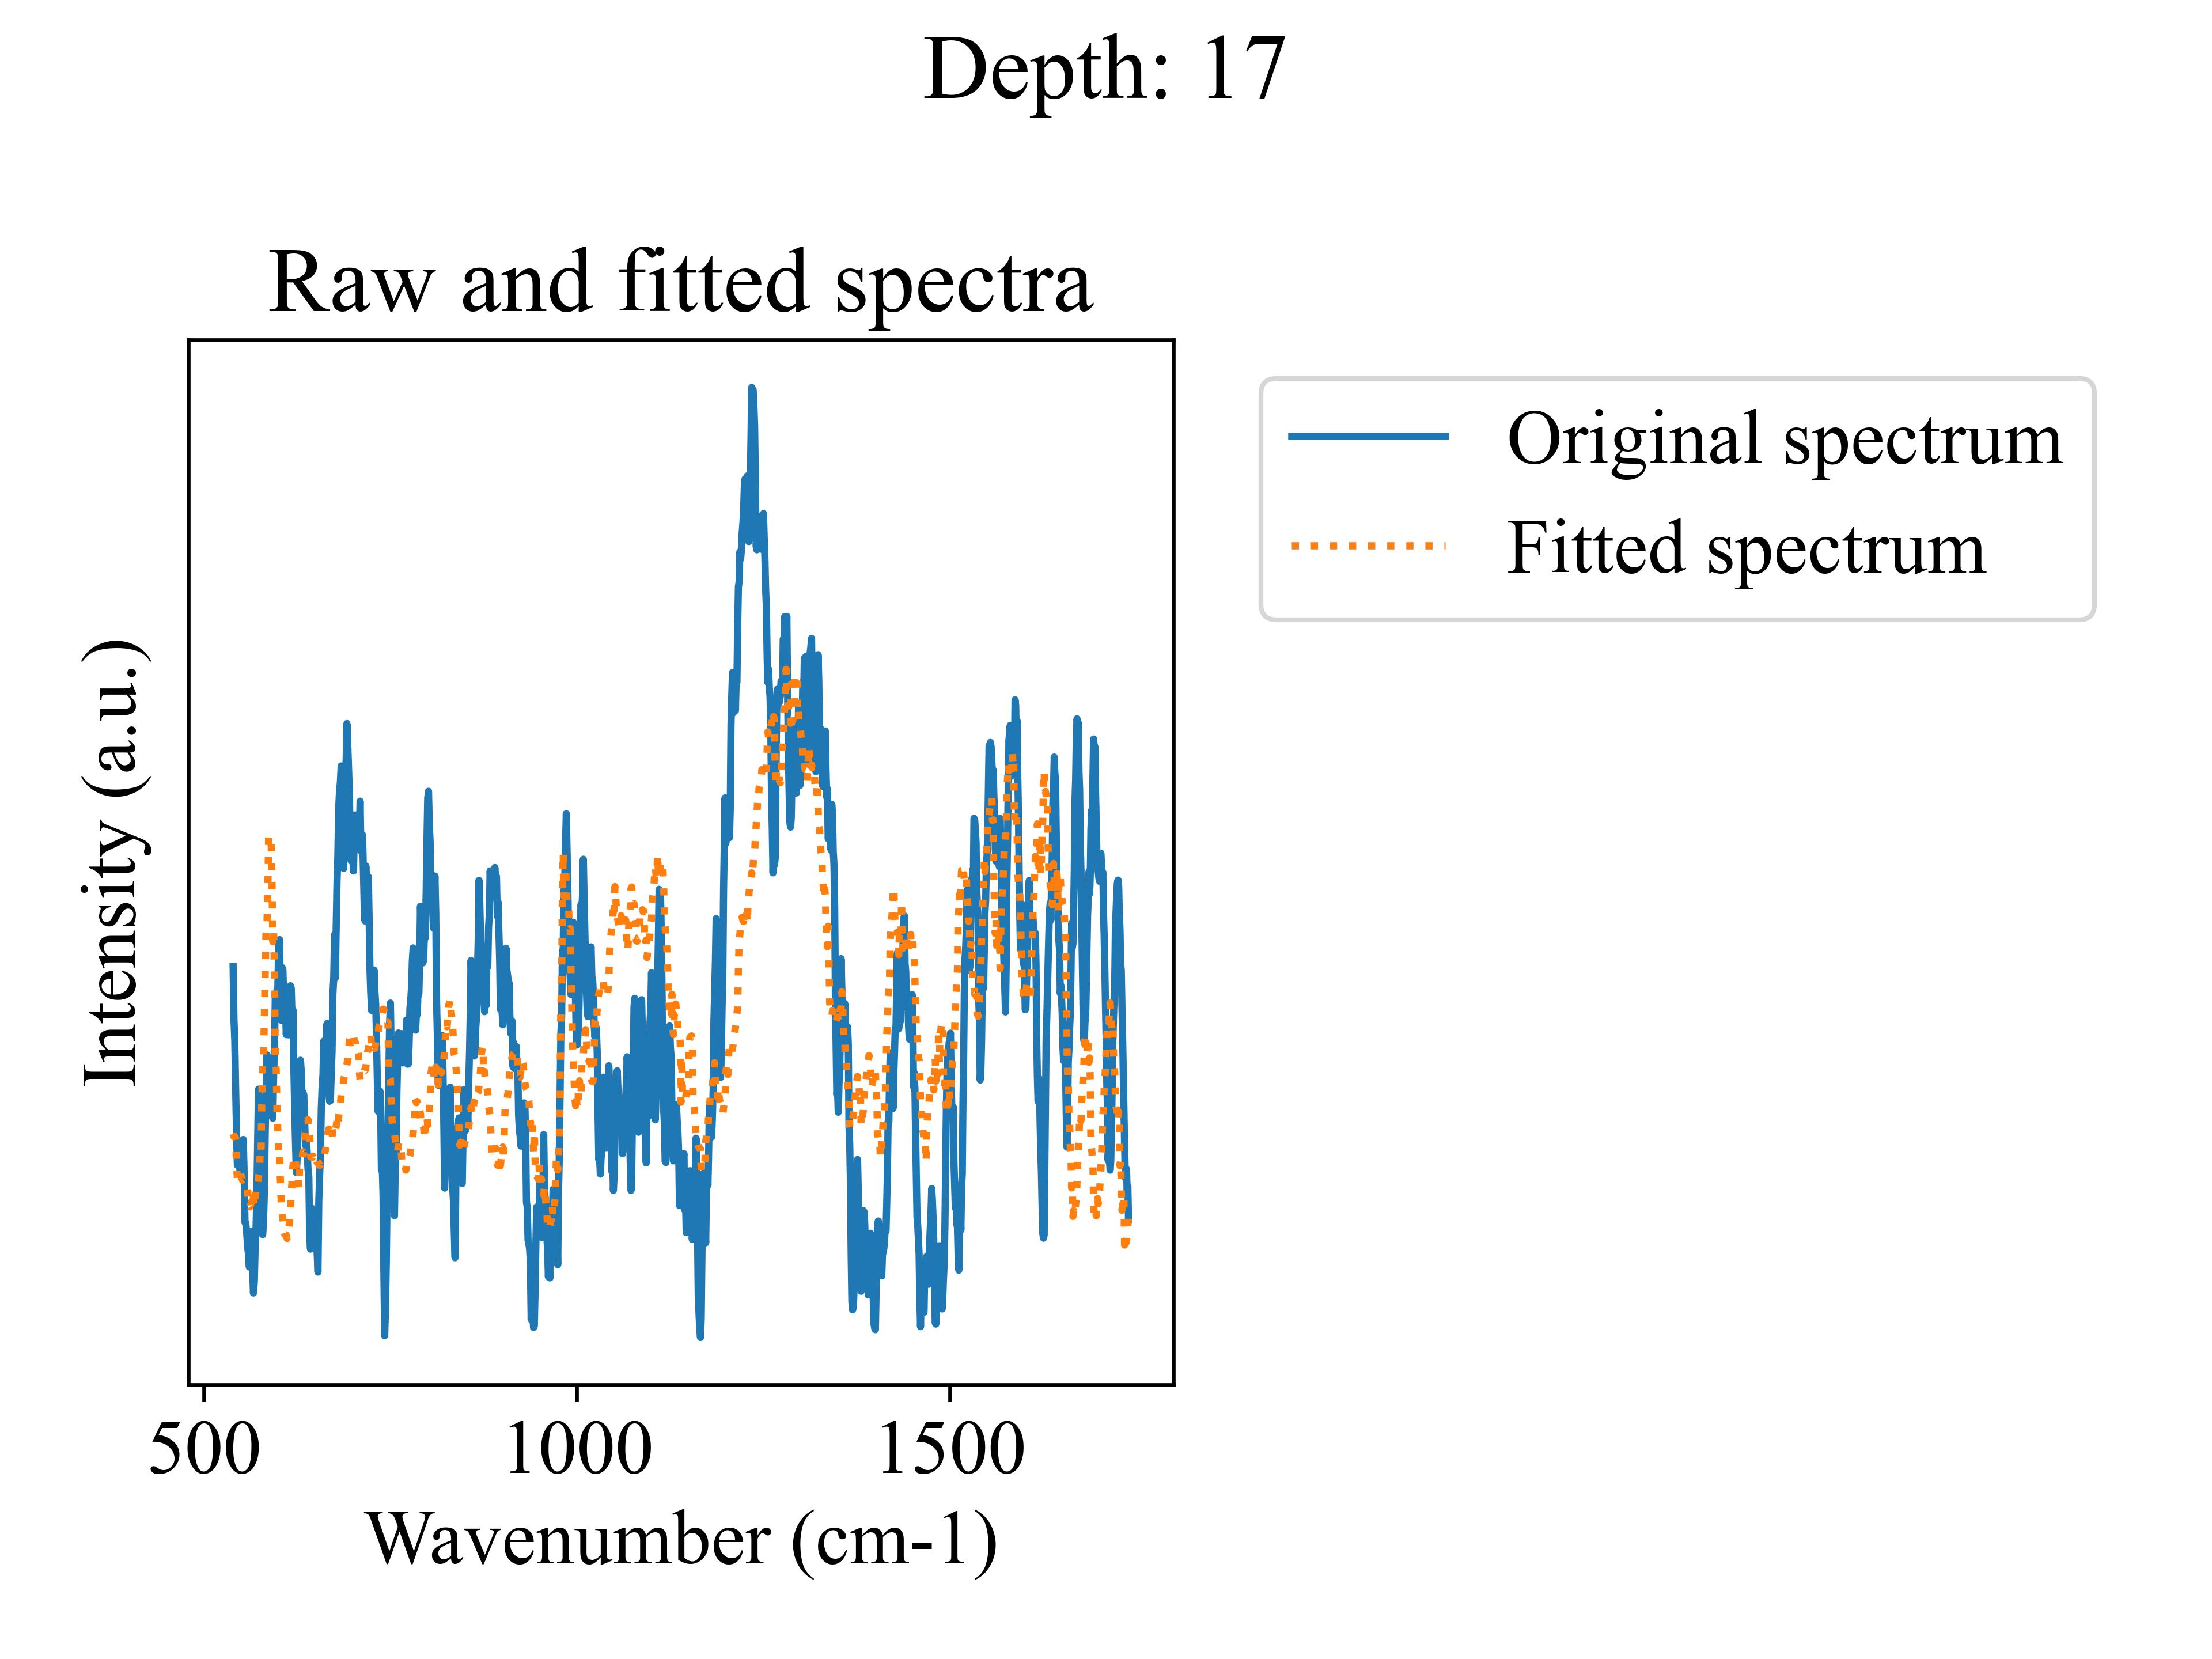 Depth: 17
Raw and fitted spectra
Original spectrum
Fitted spectrum
Intensity (a.u.)
500
1000
1500
Wavenumber (cm-1)